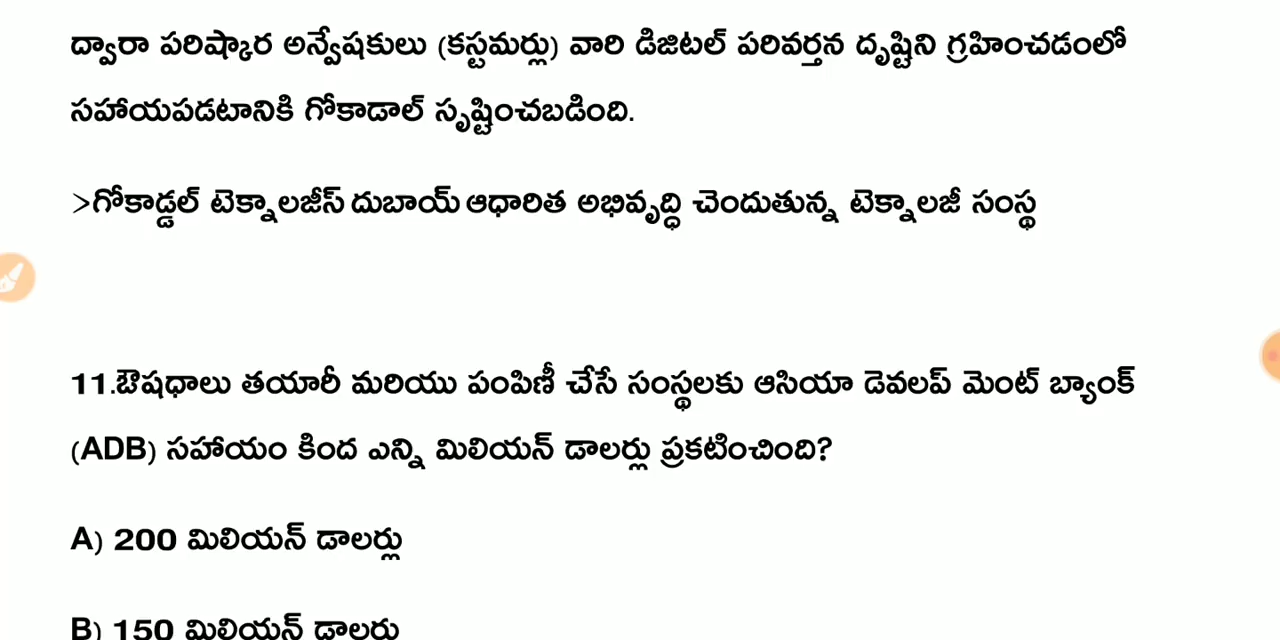 ద్వారా పరిష్కార అన్వేషకులు (కస్టమర్లు) వారి డిజిటల్ పరివర్తన దృష్టిని గ్రహించడంలో
సహాయపడటానికి గోకాడాల్ సృష్టించబడింది.
>గోకాడ్డల్ టెక్నాలజీస్ దుబాయ్ ఆధారిత అభివృద్ధి చెందుతున్న టెక్నాలజీ సంస్థ
11.ఔషధాలు తయారీ మరియు పంపిణీ చేసే సంస్థలకు ఆసియా డెవలప్ మెంట్ బ్యాంక్
(ADB) సహాయం కింద ఎన్ని మిలియన్ డాలర్లు ప్రకటించింది?
A) 200 మిలియన్ డాలర్లు
B) 150 మిలియన్ డాలర్లు